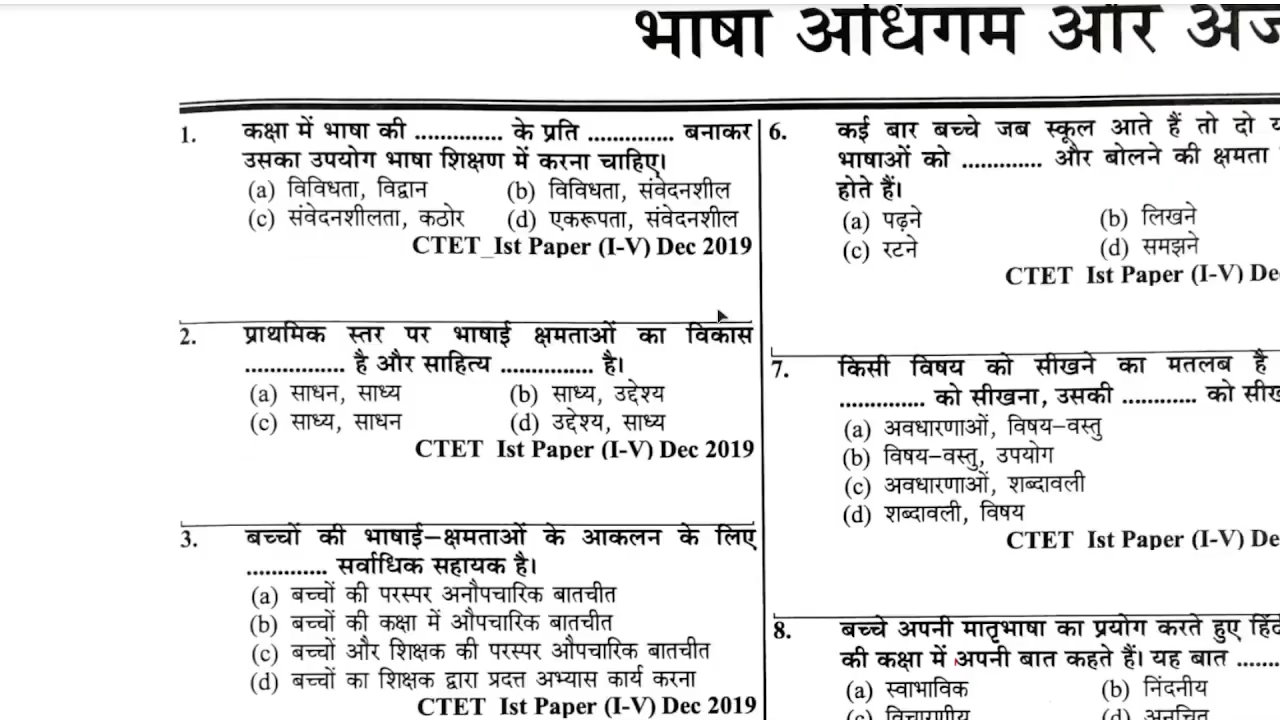 भाषा अधिगम और
1. कक्षा में भाषा की .............. के प्रति .............. बनाकर
उसका उपयोग भाषा शिक्षण में करना चाहिए।
(a) विविधता, विद्वान (b) विविधता, संवेदनशील
(c) संवेदनशीलता, कठोर (d) एकरूपता, संवेदनशील
CTET_Ist Paper (I-V) Dec 2019
2. प्राथमिक स्तर पर भाषाई क्षमताओं का विकास
................ है और साहित्य ............... है।
(a) साधन, साध्य (b) साध्य, उद्देश्य
(c) साध्य, साधन (d) उद्देश्य, साध्य
CTET Ist Paper (I-V) Dec 2019
3. बच्चों की भाषाई-क्षमताओं के आकलन के लिए
............. सर्वाधिक सहायक है।
(a) बच्चों की परस्पर अनौपचारिक बातचीत
(b) बच्चों की कक्षा में औपचारिक बातचीत
(c) बच्चों और शिक्षक की परस्पर औपचारिक बातचीत
(d) बच्चों का शिक्षक द्वारा प्रदत्त अभ्यास कार्य करना
CTET Ist Paper (I-V) Dec 2019
6. कई बार बच्चे जब स्कूल आते हैं तो दो
भाषाओं को ............. और बोलने की क्षमता
होते हैं।
(a) पढ़ने (b) लिखने
(c) रटने (d) समझने
CTET Ist Paper (I-V)
7. किसी विषय को सीखने का मतलब है
.............. को सीखना, उसकी ............ को
(a) अवधारणाओं, विषय-वस्तु
(b) विषय-वस्तु, उपयोग
(c) अवधारणाओं, शब्दावली
(d) शब्दावली, विषय
CTET Ist Paper (I-V)
8. बच्चे अपनी मातृभाषा का प्रयोग करते हुए
की कक्षा में अपनी बात कहते हैं। यह बात .......
(a) स्वाभाविक (b) निंदनीय
(c) विचारणीय (d) अनुचित